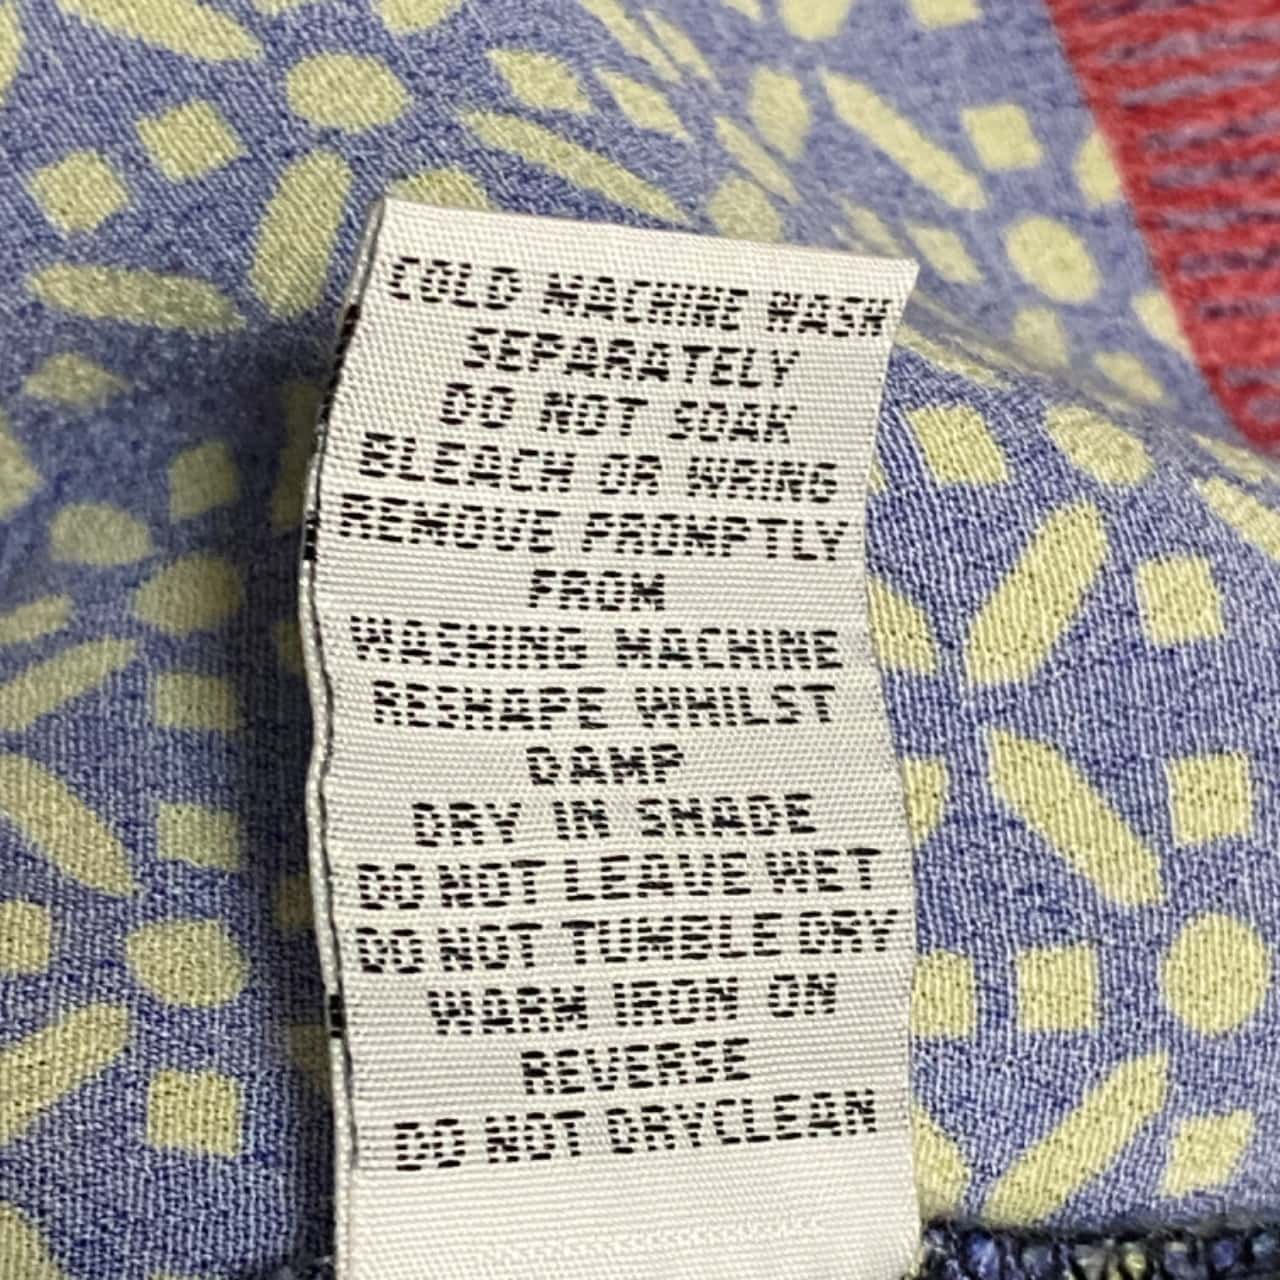 COLD MACHINE WASH
SEPARATELY
DO NOT SOAK
BLEACH OR WRING
REMOVE PROMPTLY
FROM
WASHING MACHINE
RESHAPE WHILST
DAMP
DRY IN SHADE
DO NOT LEAVE WET
DO NOT TUMBLE DRY
WARM IRON ON
REVERSE
DO NOT DRYCLEAN